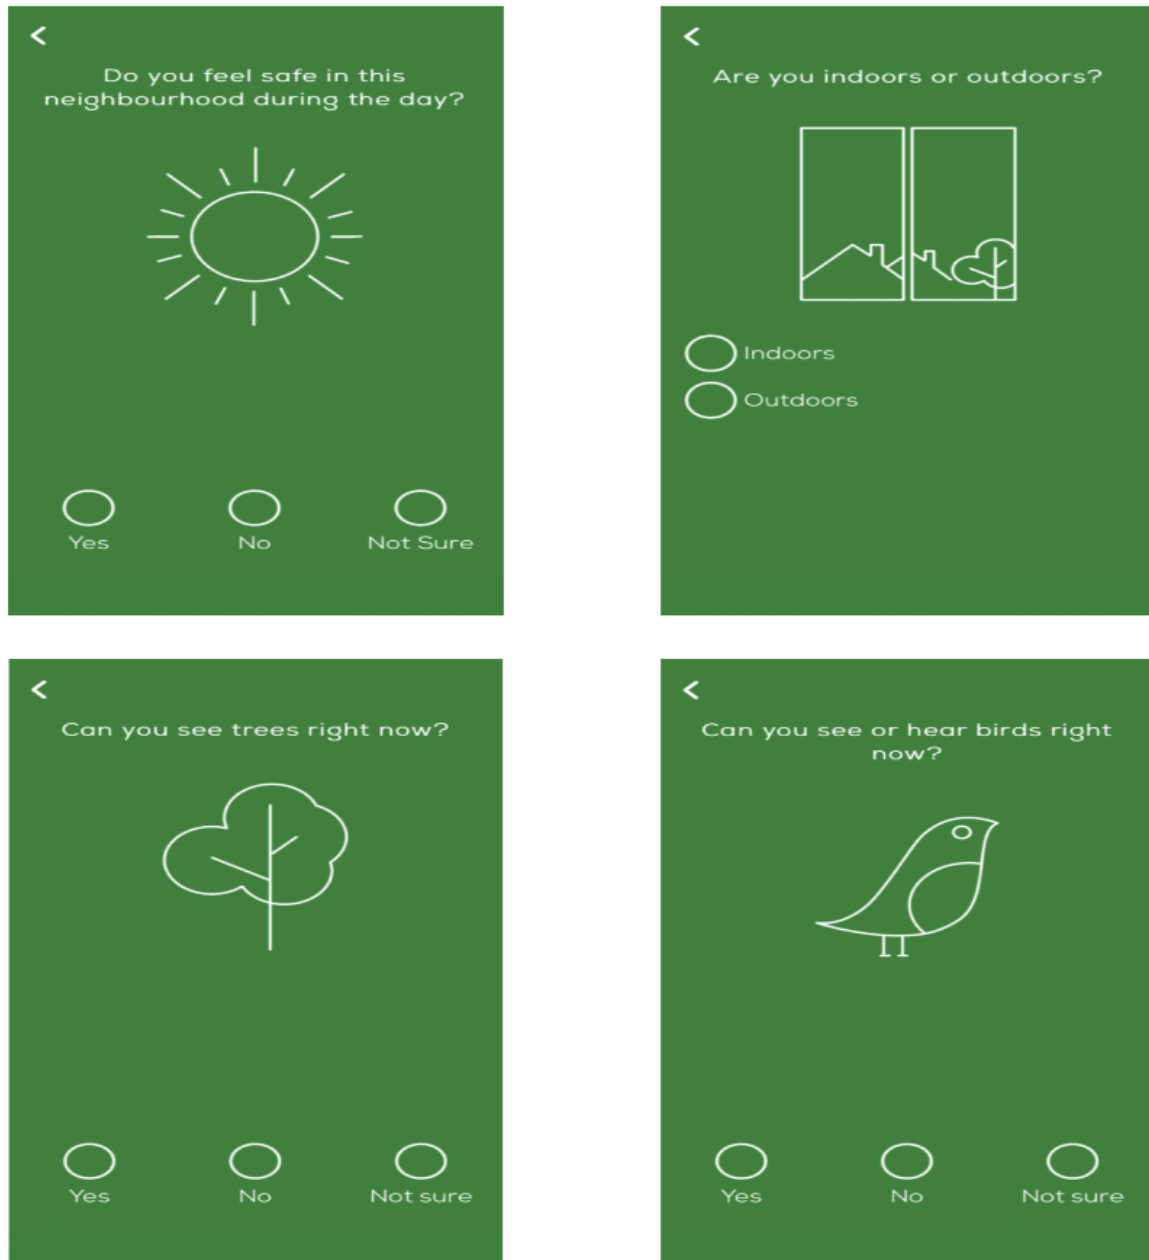 Do you feel safe in this
neighbourhood during the day?
Yes
No
Not Sure
Are you indoors or outdoors?
Indoors
Outdoors
Can you see trees right now?
Yes
No
Not sure
Can you see or hear birds right
now?
Yes
No
Not sure